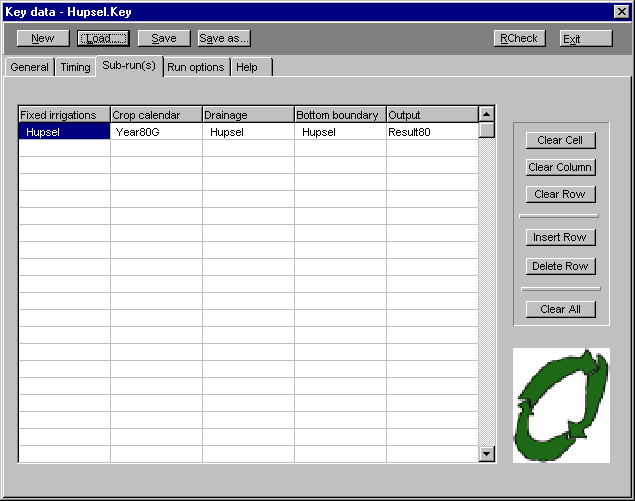 Key data - Hupsel.Key
New Load... Save Save as... RCheck Exit
General Timing Sub-run(s) Run options Help
Fixed irrigations Crop calendar Drainage Bottom boundary Output
Hupsel Year80G Hupsel Hupsel Result80
Clear Cell
Clear Column
Clear Row
Insert Row
Delete Row
Clear All